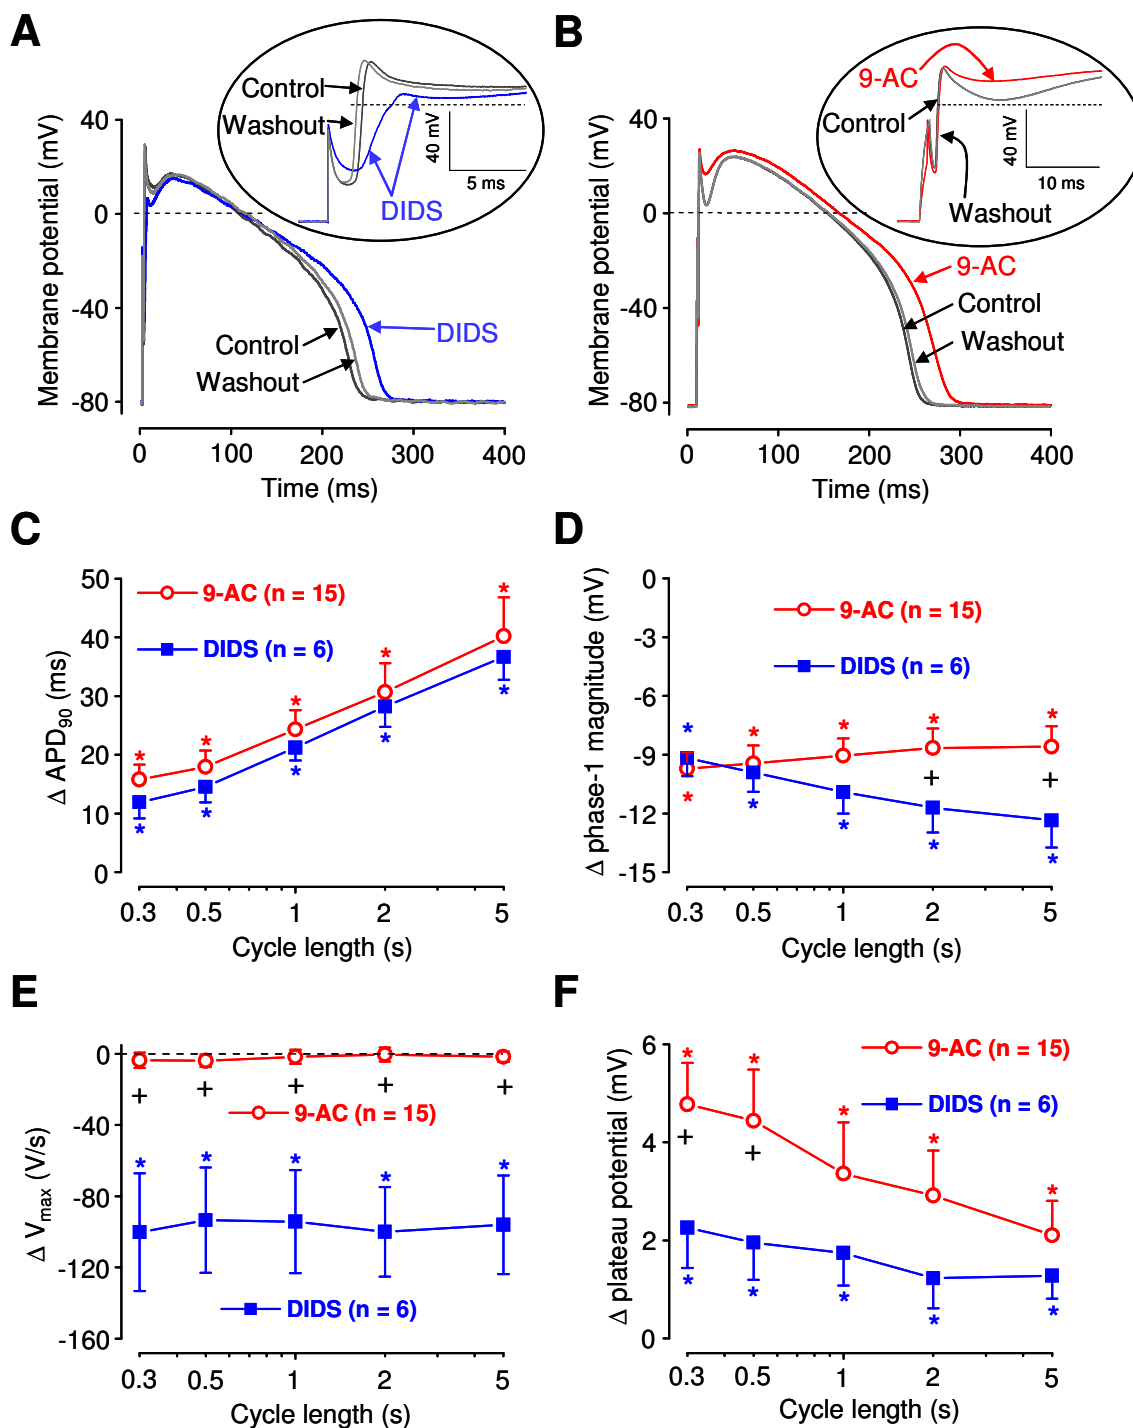 A
Control
Washout
40 mV
5 ms
DIDS
Membrane potential (mV)
40
0
-40
-80
DIDS
Control
Washout
0
100
200
300
400
Time (ms)
B
9-AC
Control
40 mV
10 ms
Washout
Membrane potential (mV)
40
0
-40
-80
9-AC
Control
Washout
0
100
200
300
400
Time (ms)
C
Δ APD90 (ms)
50
40
30
20
10
0
9-AC (n = 15)
DIDS (n = 6)
* * * * *
* * * * *
0.3
0.5
1
2
5
Cycle length (s)
D
Δ phase-1 magnitude (mV)
0
-3
-6
-9
-12
-15
9-AC (n = 15)
DIDS (n = 6)
* * * * *
+ +
* * * * *
0.3
0.5
1
2
5
Cycle length (s)
E
Δ Vmax (V/s)
0
-40
-80
-120
-160
+ + + + +
9-AC (n = 15)
* * * * *
DIDS (n = 6)
0.3
0.5
1
2
5
Cycle length (s)
F
Δ plateau potential (mV)
6
4
2
0
9-AC (n = 15)
DIDS (n = 6)
* * * * *
+ +
* * * * *
0.3
0.5
1
2
5
Cycle length (s)